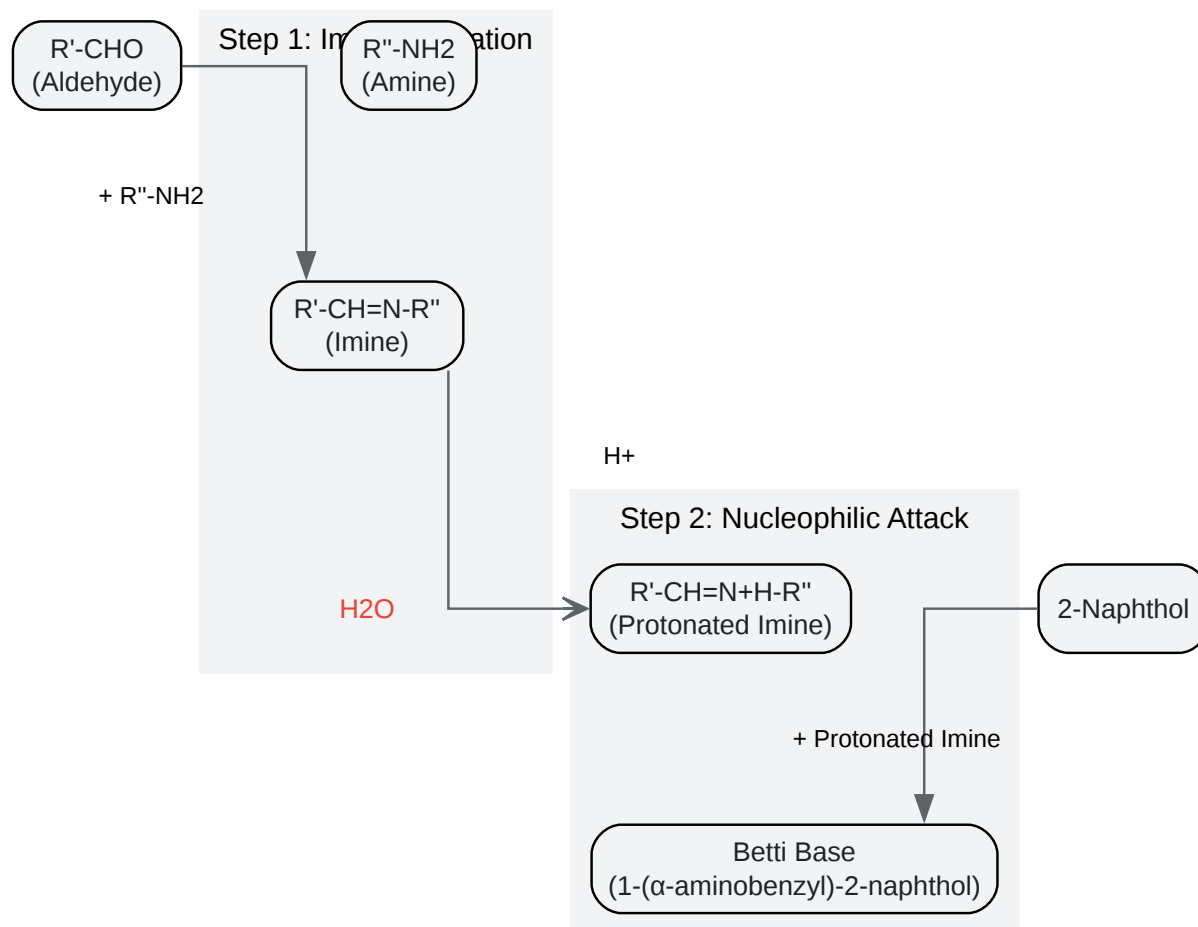 R'-CHO
(Aldehyde)
Step 1: Im ation
R"-NH2
(Amine)
+ R"-NH2
R'-CH=N-R"
(Imine)
H+
Step 2: Nucleophilic Attack
H2O
R'-CH=N+H-R"
(Protonated Imine)
2-Naphthol
+ Protonated Imine
Betti Base
(1-(α-aminobenzyl)-2-naphthol)